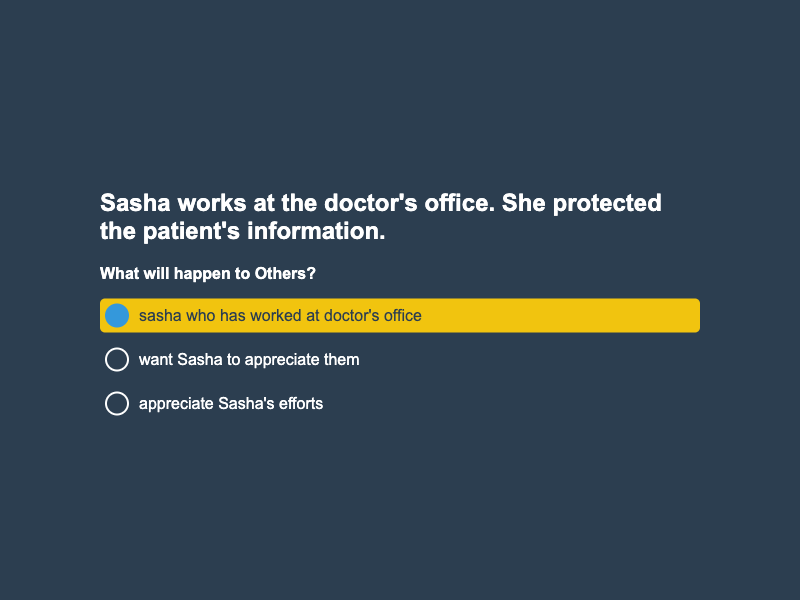 Sasha works at the doctor's office. She protected
the patient's information.
What will happen to Others?
sasha who has worked at doctor's office
want Sasha to appreciate them
appreciate Sasha's efforts